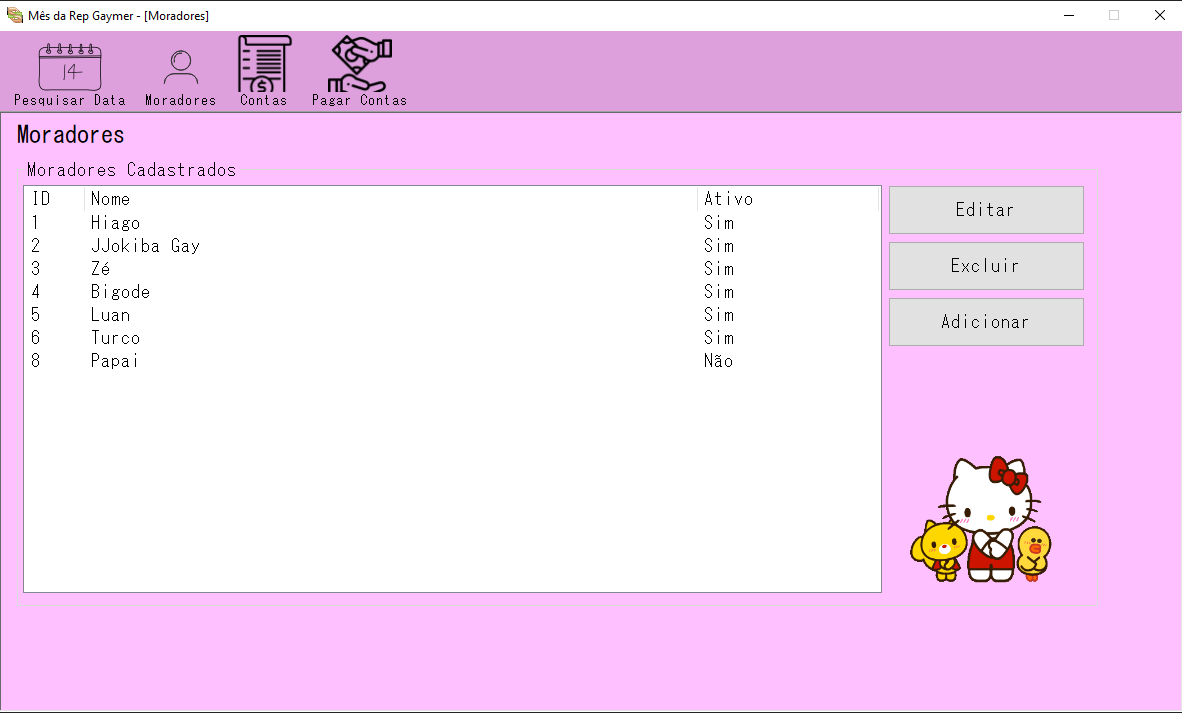 Mês da Rep Gaymer - [Moradores]
14
Pesquisar Data Moradores Contas Pagar Contas
Moradores
Moradores Cadastrados
ID Nome Ativo
1 Hiago Sim
2 JJokiba Gay Sim
3 Zé Sim
4 Bigode Sim
5 Luan Sim
6 Turco Sim
8 Papai Não
Editar
Excluir
Adicionar